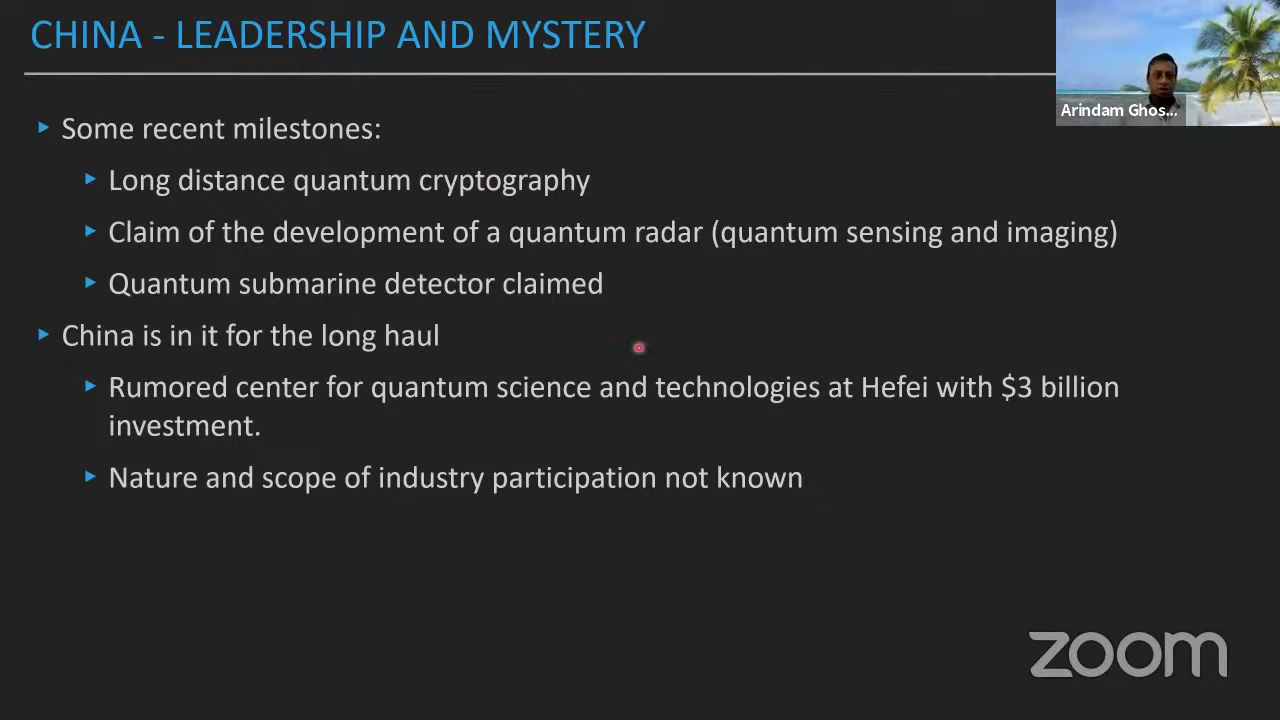 CHINA - LEADERSHIP AND MYSTERY
Arindam Ghos...
Some recent milestones:
Long distance quantum cryptography
Claim of the development of a quantum radar (quantum sensing and imaging)
Quantum submarine detector claimed
China is in it for the long haul
Rumored center for quantum science and technologies at Hefei with $3 billion
investment.
Nature and scope of industry participation not known
zoom